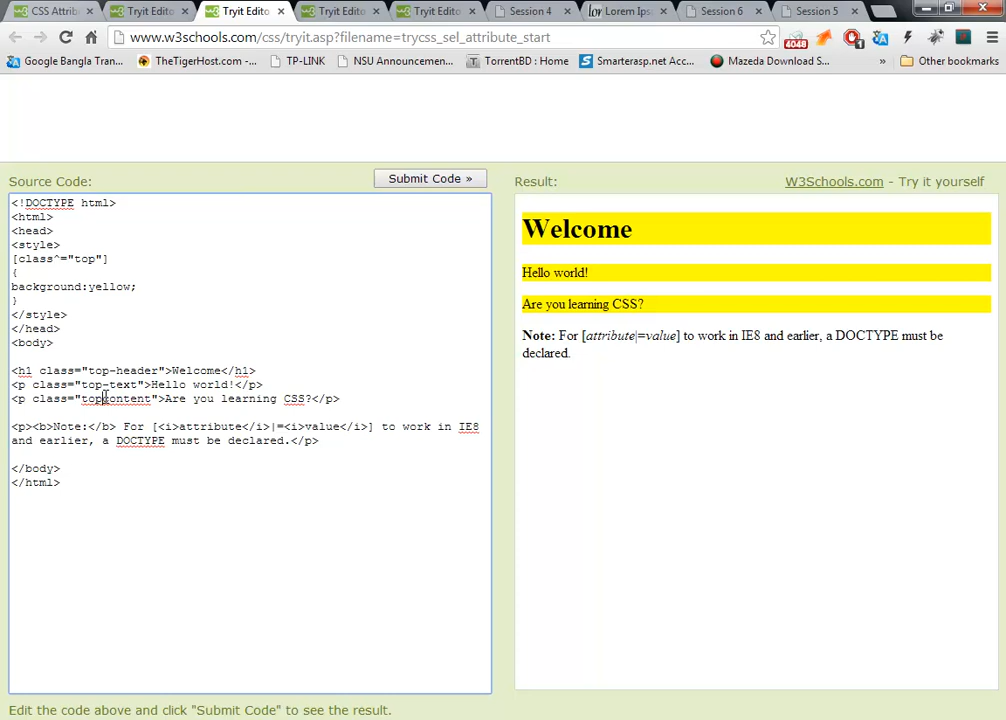 CSS Attrib
Tryit Edito
Tryit Edito
Tryit Edito
Tryit Edito
Session 4
Lorem Ips
Session 6
Session 5
www.w3schools.com/css/tryit.asp?filename=trycss_sel_attribute_start
4048
1
Google Bangla Tran...
TheTigerHost.com -...
TP-LINK
NSU Announcemen...
TorrentBD : Home
Smarterasp.net Acc...
Mazeda Download S...
»
Other bookmarks
Source Code:
Submit Code »
Result:
W3Schools.com - Try it yourself
<!DOCTYPE html>
<html>
<head>
<style>
[class^="top"]
{
background:yellow;
}
</style>
</head>
<body>
<h1 class="top-header">Welcome</h1>
<p class="top-text">Hello world!</p>
<p class="topcontent">Are you learning CSS?</p>
<p><b>Note:</b> For [<i>attribute</i>|=<i>value</i>] to work in IE8
and earlier, a DOCTYPE must be declared.</p>
</body>
</html>
Welcome
Hello world!
Are you learning CSS?
Note: For [attribute|=value] to work in IE8 and earlier, a DOCTYPE must be
declared.
Edit the code above and click "Submit Code" to see the result.